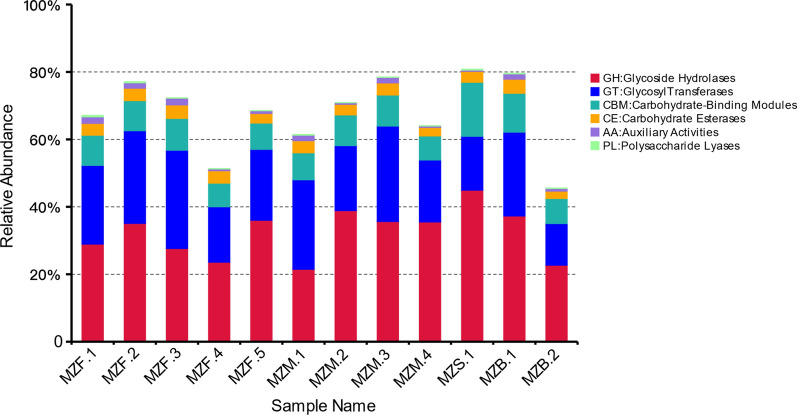 100%
80%
60%
40%
20%
0
Relative Abundance
MZF.1 MZF.2 MZF.3 MZF.4 MZF.5 MZM.1 MZM.2 MZM.3 MZM.4 MZS.1 MZB.1 MZB.2
Sample Name
GH:Glycoside Hydrolases
GT:GlycosylTransferases
CBM:Carbohydrate-Binding Modules
CE:Carbohydrate Esterases
AA:Auxiliary Activities
PL:Polysaccharide Lyases